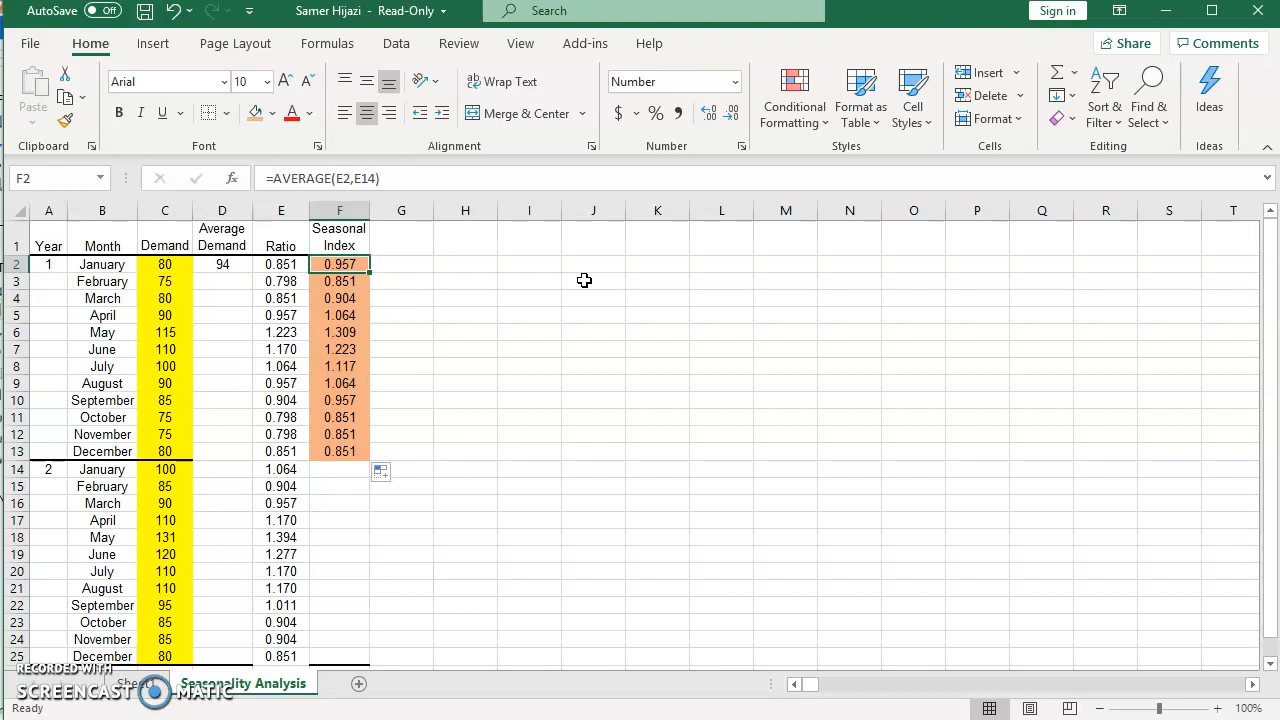 AutoSave Off Samer Hijazi - Read-Only Search Sign in
File Home Insert Page Layout Formulas Data Review View Add-ins Help Share Comments
Paste
Clipboard
Arial 10
B I U A
Font
Wrap Text
Merge & Center
Alignment
Number
$ % ,
Number
Conditional Formatting
Format as Table
Cell Styles
Styles
Insert
Delete
Format
Cells
Sort & Filter
Find & Select
Editing
Ideas
Ideas
F2 fx =AVERAGE(E2,E14)
A B C D E F G H I J K L M N O P Q R S T
1 Year Month Demand Average Demand Ratio Seasonal Index
2 1 January 80 94 0.851 0.957
3 February 75 0.798 0.851
4 March 80 0.851 0.904
5 April 90 0.957 1.064
6 May 115 1.223 1.309
7 June 110 1.170 1.223
8 July 100 1.064 1.117
9 August 90 0.957 1.064
10 September 85 0.904 0.957
11 October 75 0.798 0.851
12 November 75 0.798 0.851
13 December 80 0.851 0.851
14 2 January 100 1.064
15 February 85 0.904
16 March 90 0.957
17 April 110 1.170
18 May 131 1.394
19 June 120 1.277
20 July 110 1.170
21 August 110 1.170
22 September 95 1.011
23 October 85 0.904
24 November 85 0.904
25 December 80 0.851
RECORDED WITH
SCREENCAST MATIC
Sheet1 Seasonality Analysis
Ready 100%